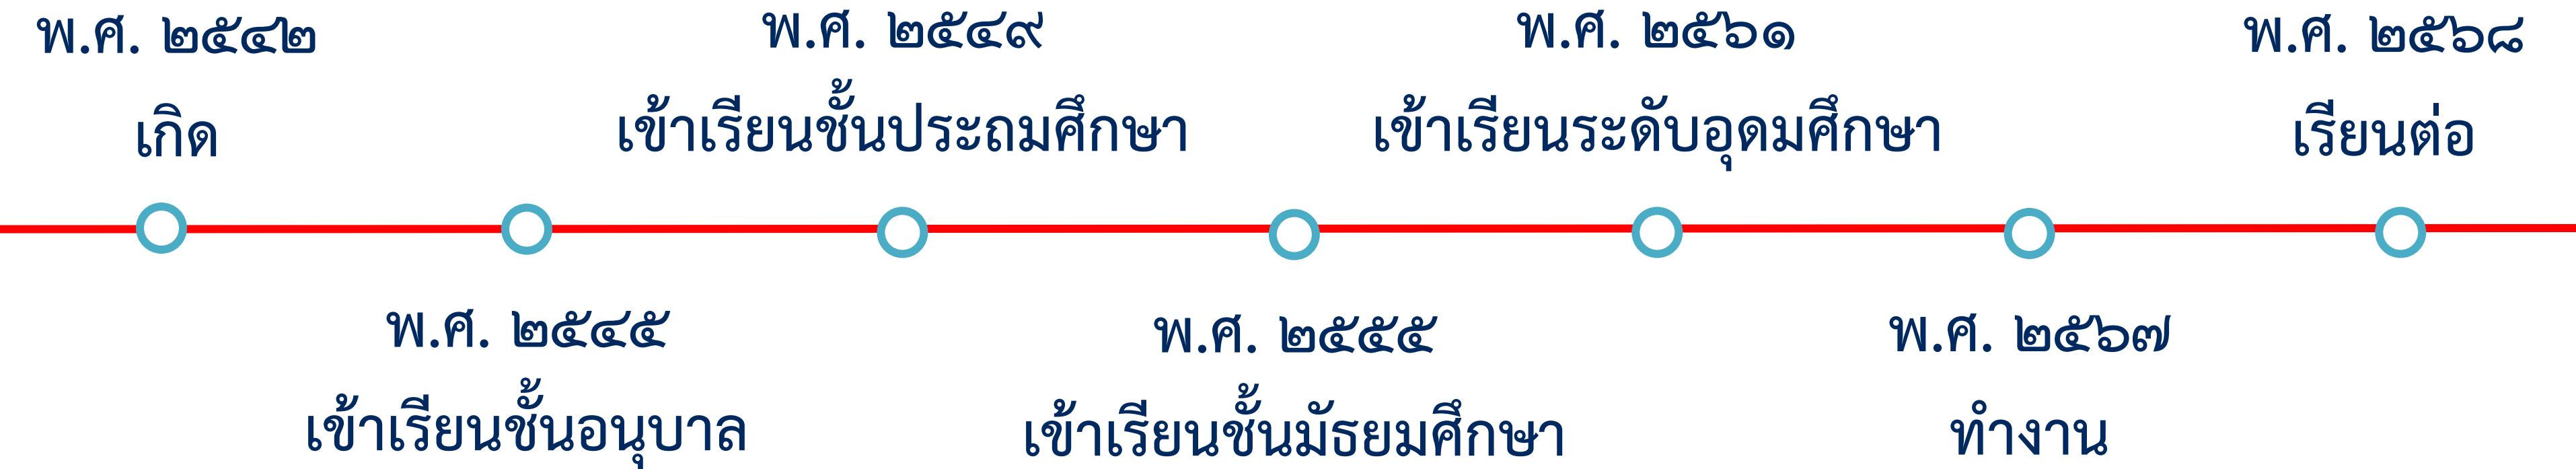 พ.ศ. ๒๕๔๒
เกิด
พ.ศ. ๒๕๔๕
เข้าเรียนชั้นอนุบาล
พ.ศ. ๒๕๔๙
เข้าเรียนชั้นประถมศึกษา
พ.ศ. ๒๕๕๕
เข้าเรียนชั้นมัธยมศึกษา
พ.ศ. ๒๕๖๑
เข้าเรียนระดับอุดมศึกษา
พ.ศ. ๒๕๖๗
ทำงาน
พ.ศ. ๒๕๖๘
เรียนต่อ